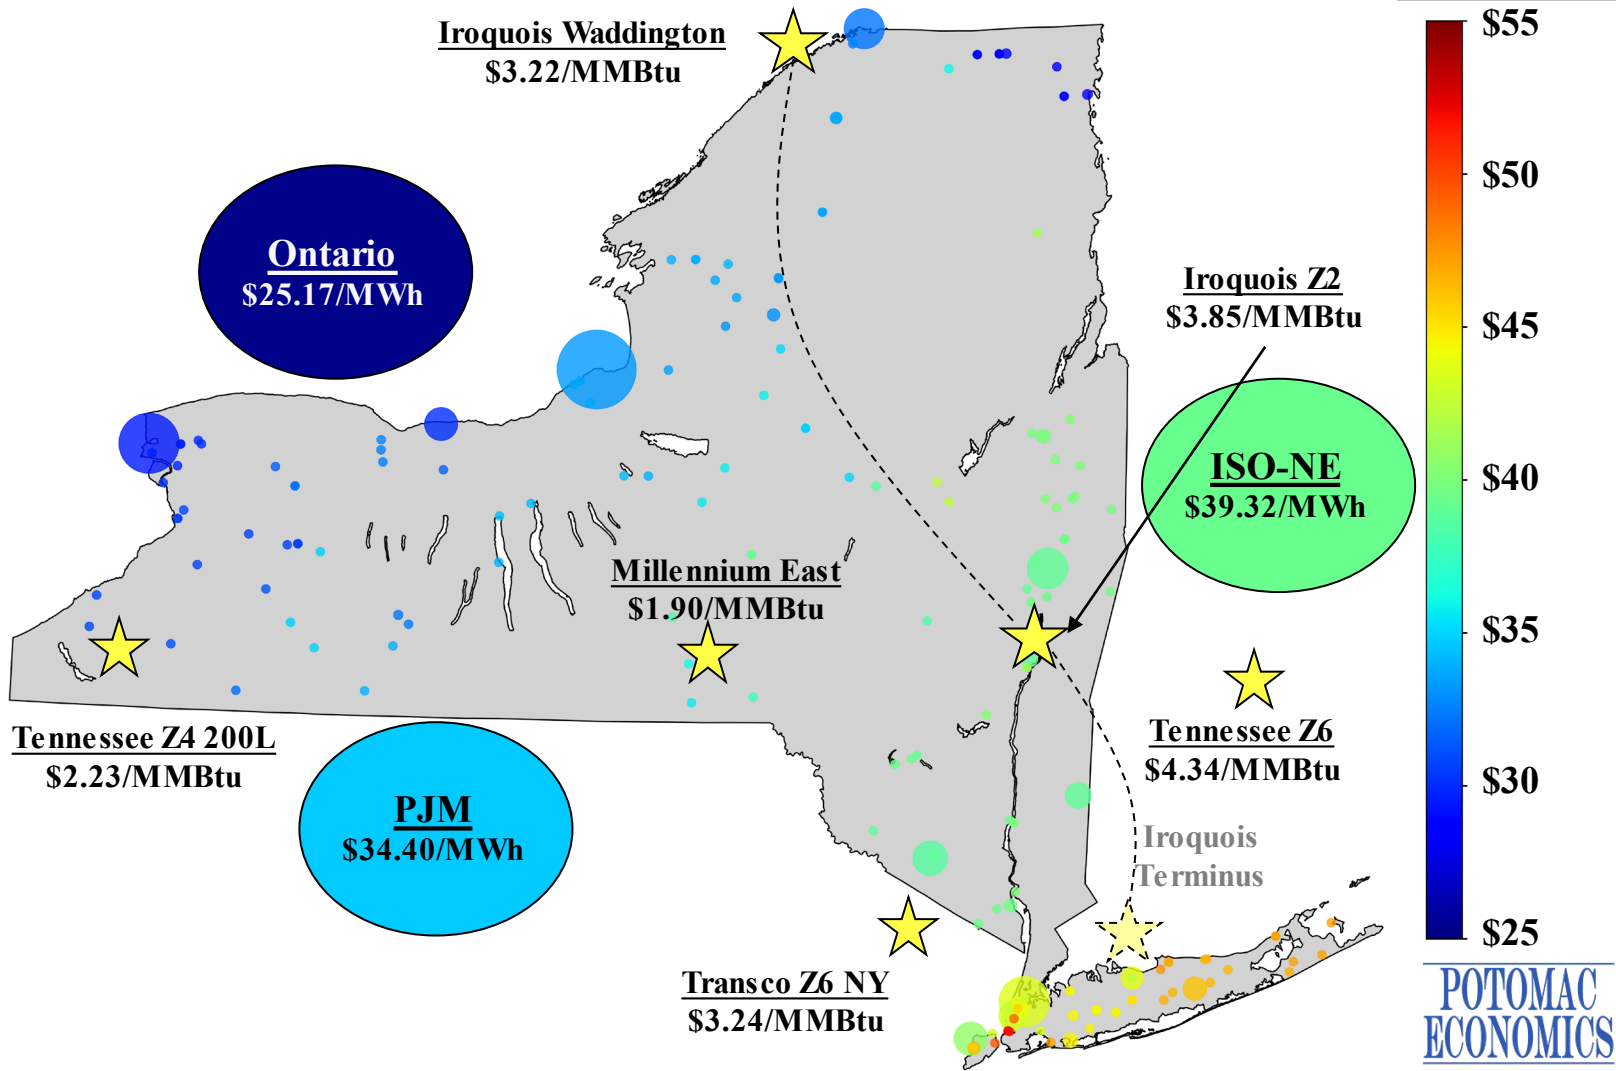 Iroquois Waddington
$3.22/MMBtu
$55
$50
Ontario
$25.17/MWh
Iroquois Z2
$3.85/MMBtu
$45
ISO-NE
$39.32/MWh
$40
Millennium East
$1.90/MMBtu
$35
Tennessee Z4 200L
$2.23/MMBtu
Tennessee Z6
$4.34/MMBtu
PJM
$34.40/MWh
$30
Iroquois
Terminus
$25
Transco Z6 NY
$3.24/MMBtu
POTOMAC
ECONOMICS